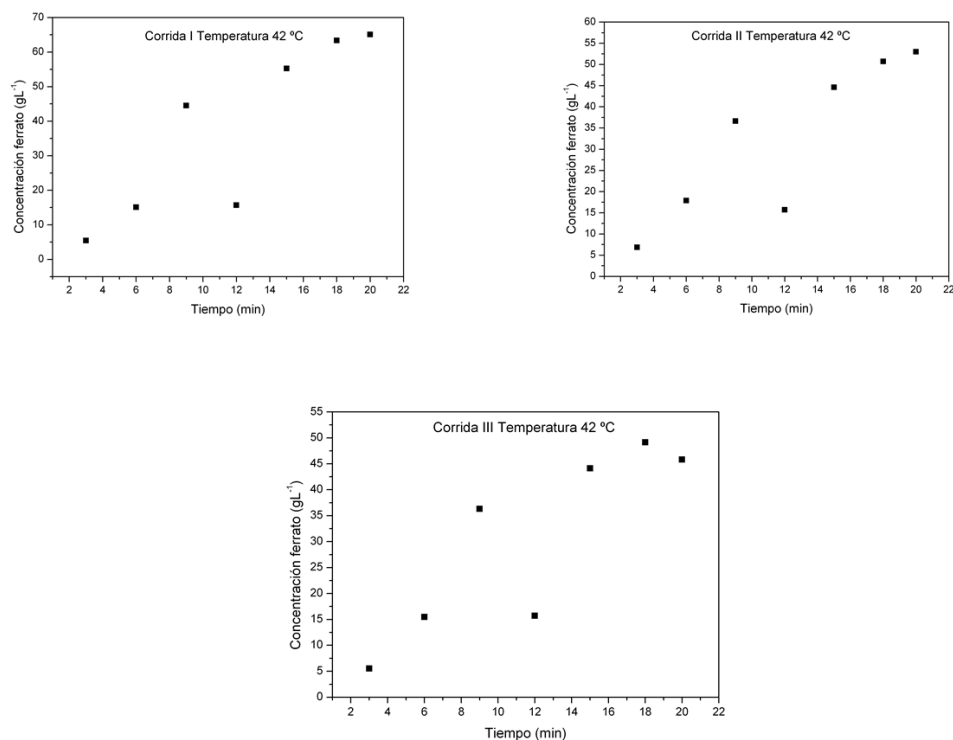 Corrida I Temperatura 42 ºC
Concentración ferrato (gL⁻¹)
70
60
50
40
30
20
10
0
2 4 6 8 10 12 14 16 18 20 22
Tiempo (min)
Corrida II Temperatura 42 ºC
Concentración ferrato (gL⁻¹)
60
55
50
45
40
35
30
25
20
15
10
5
0
2 4 6 8 10 12 14 16 18 20 22
Tiempo (min)
Corrida III Temperatura 42 ºC
Concentración ferrato (gL⁻¹)
55
50
45
40
35
30
25
20
15
10
5
0
2 4 6 8 10 12 14 16 18 20 22
Tiempo (min)